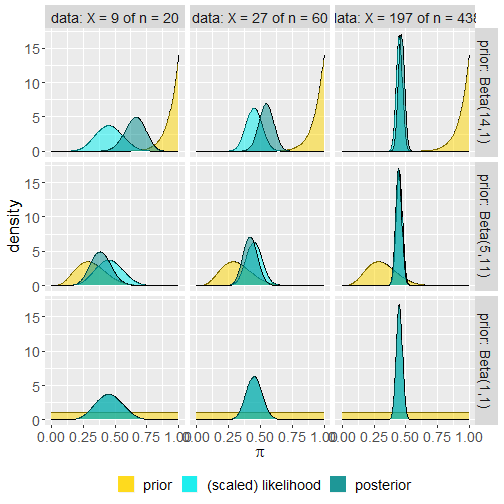 data: X = 9 of n = 20
data: X = 27 of n = 60
data: X = 197 of n = 438
prior: Beta(14,1)
prior: Beta(5,11)
prior: Beta(1,1)
density
15
10
5
0
15
10
5
0
15
10
5
0
0.00 0.25 0.50 0.75 1.00
0.00 0.25 0.50 0.75 1.00
0.00 0.25 0.50 0.75 1.00
π
prior (scaled) likelihood posterior